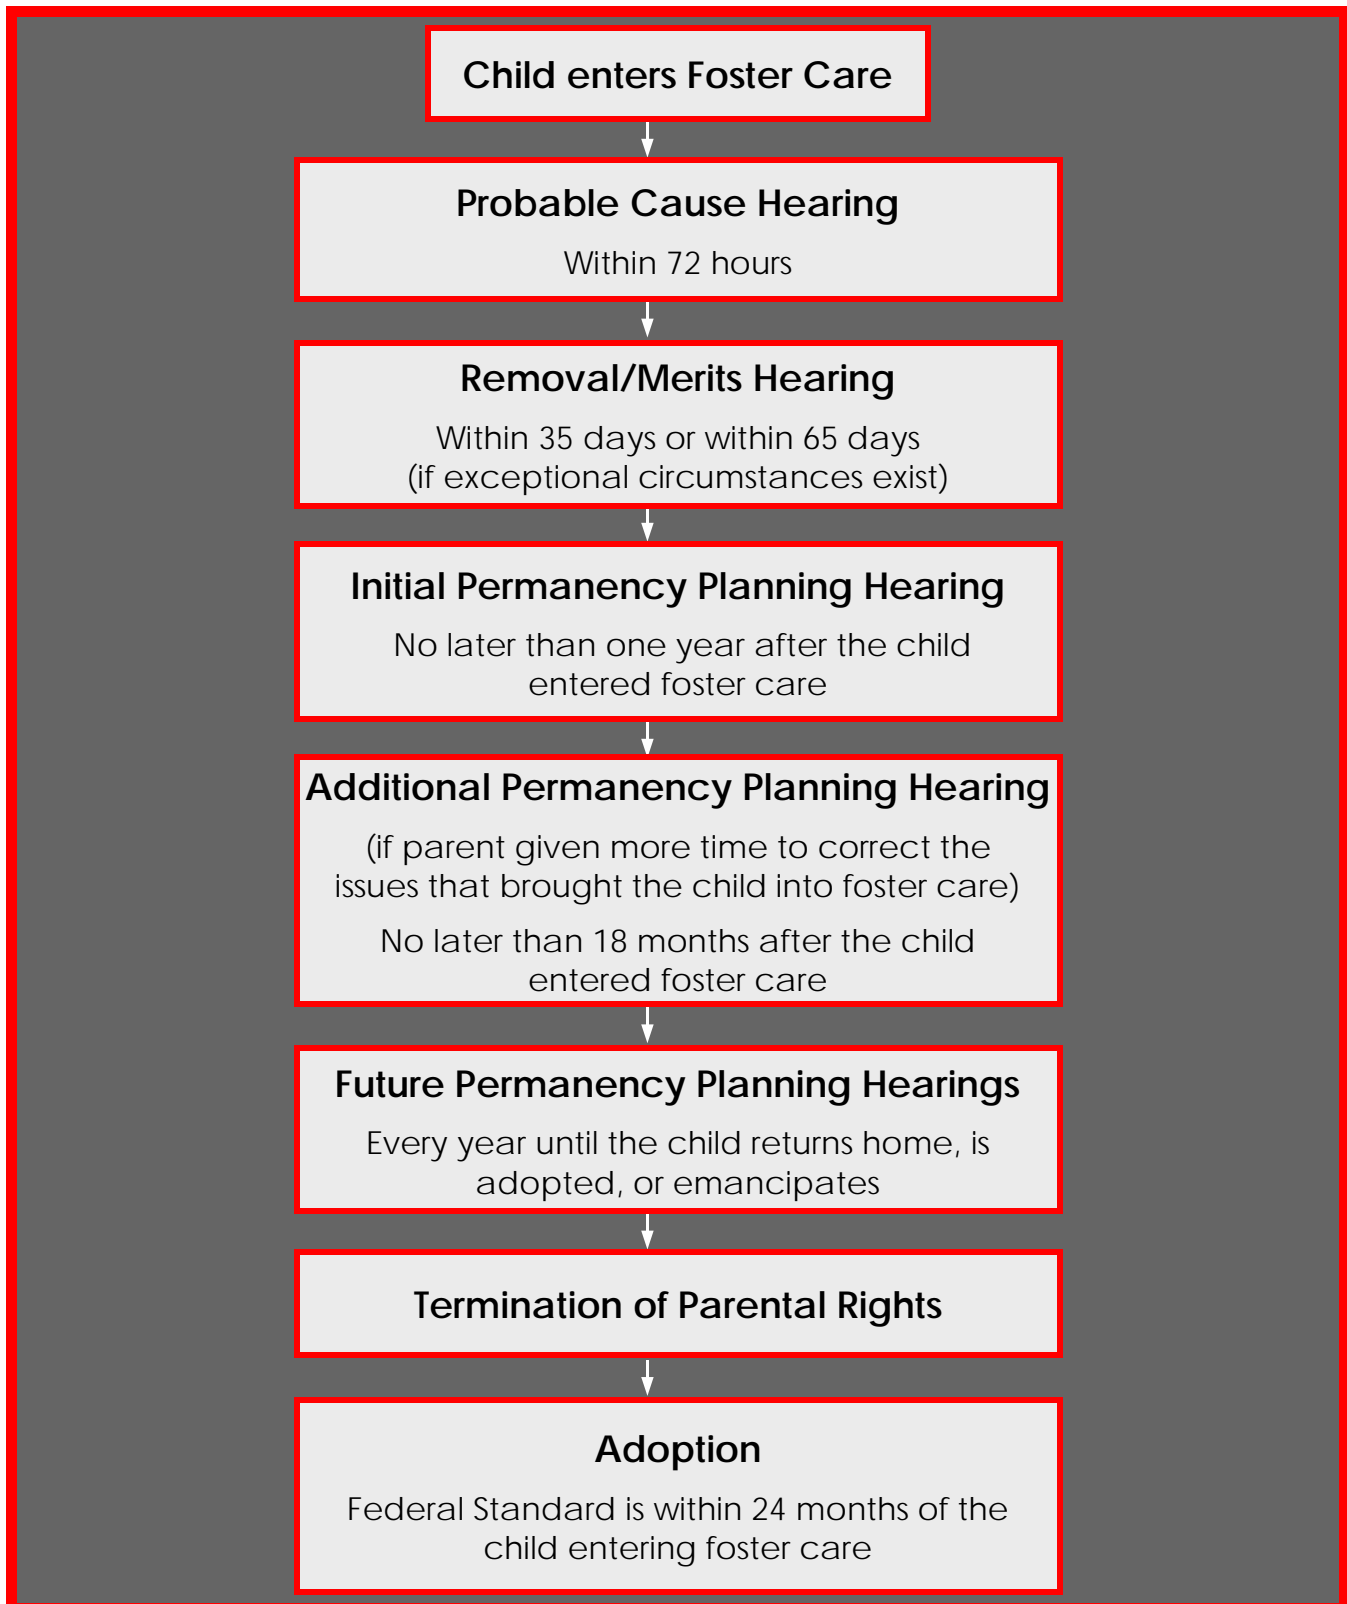 Child enters Foster Care
Probable Cause Hearing
Within 72 hours
Removal/Merits Hearing
Within 35 days or within 65 days
(if exceptional circumstances exist)
Initial Permanency Planning Hearing
No later than one year after the child
entered foster care
Additional Permanency Planning Hearing
(if parent given more time to correct the
issues that brought the child into foster care)
No later than 18 months after the child
entered foster care
Future Permanency Planning Hearings
Every year until the child returns home, is
adopted, or emancipates
Termination of Parental Rights
Adoption
Federal Standard is within 24 months of the
child entering foster care